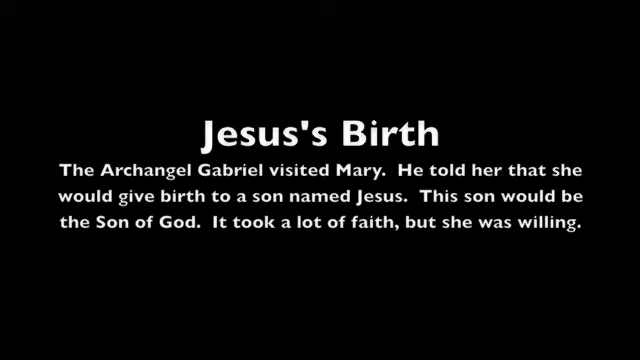 Jesus's Birth
The Archangel Gabriel visited Mary.  He told her that she
would give birth to a son named Jesus.  This son would be
the Son of God.  It took a lot of faith, but she was willing.